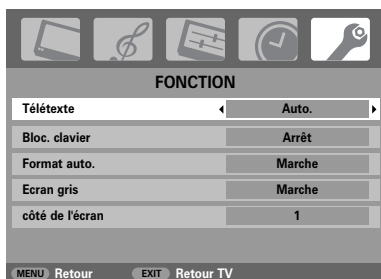 FONCTION
Télétexte Auto.
Bloc. clavier Arrêt
Format auto. Marche
Ecran gris Marche
côté de l'écran 1
MENU Retour EXIT Retour TV